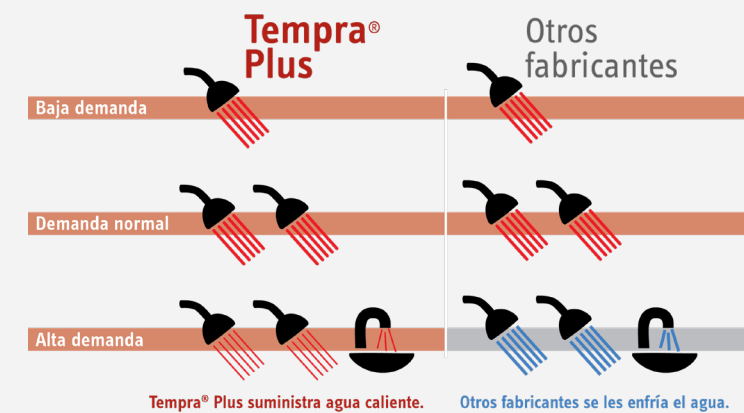 Tempra®
Plus
Otros
fabricantes
Baja demanda
Demanda normal
Alta demanda
Tempra® Plus suministra agua caliente.
Otros fabricantes se les enfría el agua.